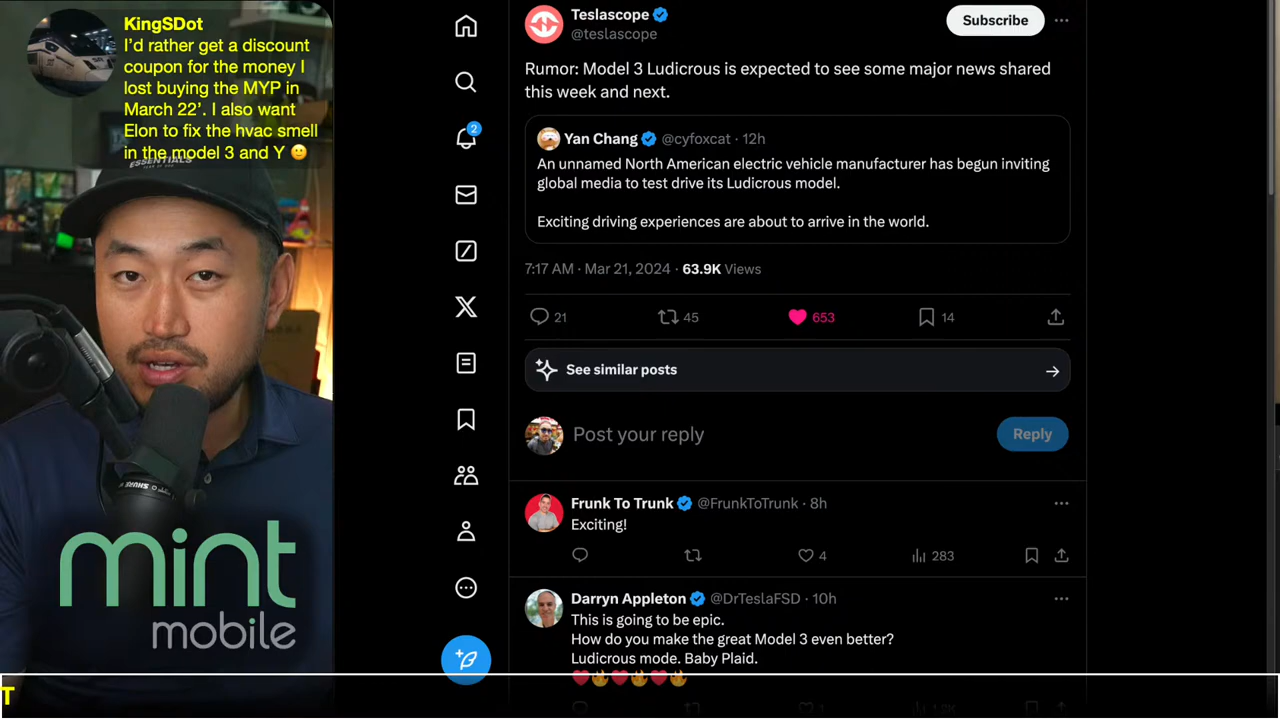 KingSDot
I'd rather get a discount
coupon for the money I
lost buying the MYP in
March 22'. I also want
Elon to fix the hvac smell
in the model 3 and Y 🙂
ESSENTIALS
SHURE
mint
mobile
T
Teslascope
@teslascope
Subscribe
Rumor: Model 3 Ludicrous is expected to see some major news shared
this week and next.
Yan Chang @cyfoxcat · 12h
An unnamed North American electric vehicle manufacturer has begun inviting
global media to test drive its Ludicrous model.
Exciting driving experiences are about to arrive in the world.
7:17 AM · Mar 21, 2024 · 63.9K Views
21 45 653 14
See similar posts
Post your reply
Reply
2
Frunk To Trunk @FrunkToTrunk · 8h
Exciting!
4 283
Darryn Appleton @DrTeslaFSD · 10h
This is going to be epic.
How do you make the great Model 3 even better?
Ludicrous mode. Baby Plaid.
❤️🔥❤️🔥❤️🔥